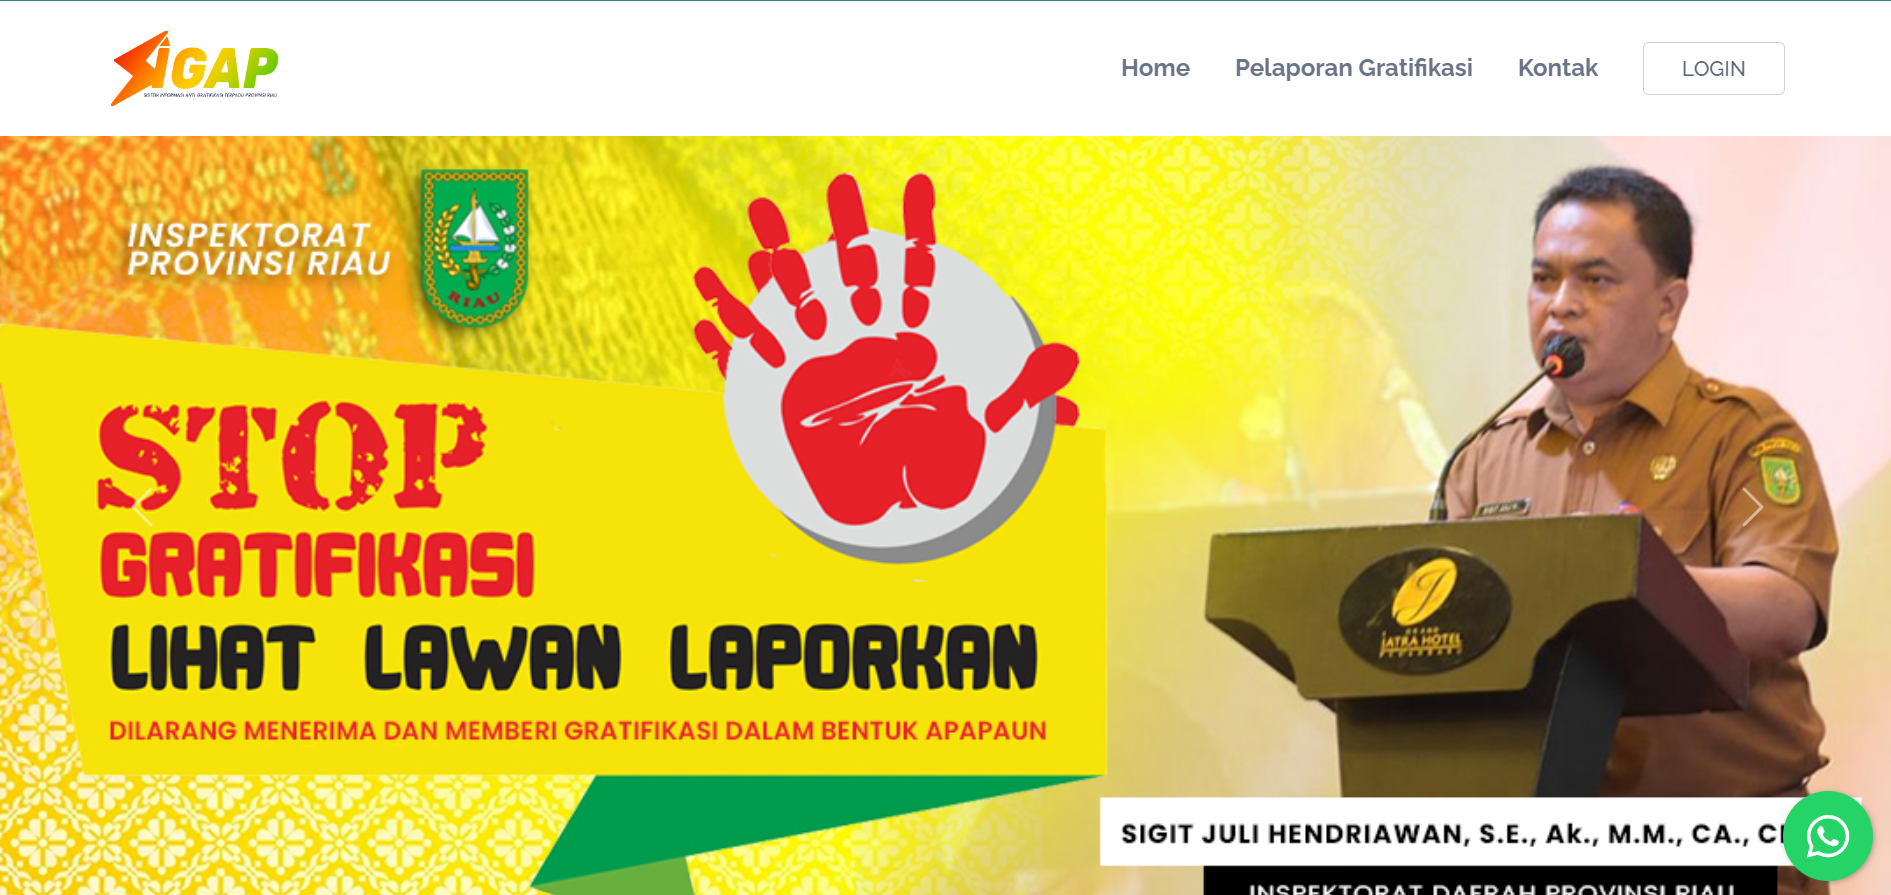 SIGAP
SISTEM INFORMASI ANTI GRATIFIKASI TERPADU PROVINSI RIAU
Home
Pelaporan Gratifikasi
Kontak
LOGIN
INSPEKTORAT
PROVINSI RIAU
RIAU
STOP
GRATIFIKASI
LIHAT LAWAN LAPORKAN
DILARANG MENERIMA DAN MEMBERI GRATIFIKASI DALAM BENTUK APAPAUN
GRAND
JATRA HOTEL
PEKANBARU
SIGIT JULI HENDRIAWAN, S.E., Ak., M.M., CA.,
INSPEKTORAT DAERAH PROVINSI RIAU